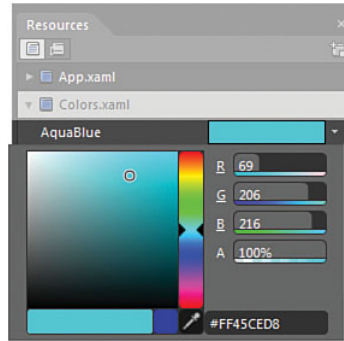 Resources
App.xaml
Colors.xaml
AquaBlue
R 69
G 206
B 216
A 100%
#FF45CED8